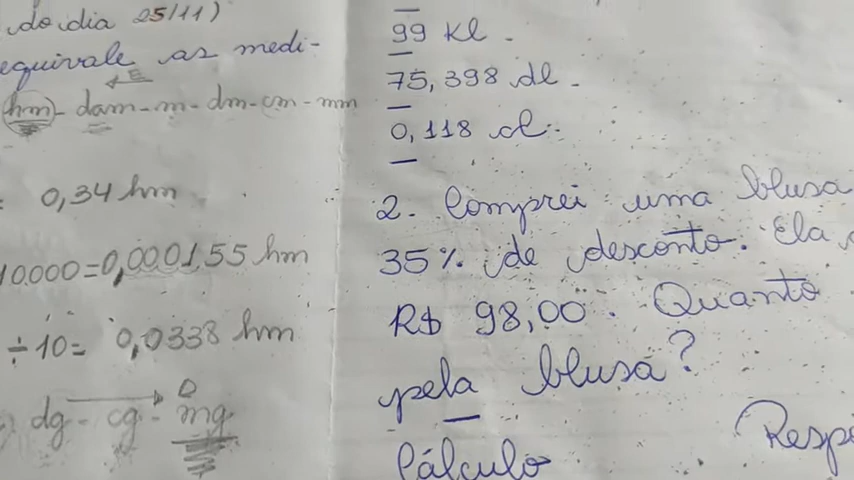 do dia 25/11)
equivale as medi-
hm - dam - m - dm - cm - mm
0,34 hm
10.000 = 0,000155 hm
÷ 10 = 0,0338 hm
dg - cg - mg
99 Kl.
75,398 dl.
0,118 cl.
2. Comprei uma blusa
35% de desconto. Ela
R$ 98,00. Quanto
pela blusa?
Cálculo
Resp